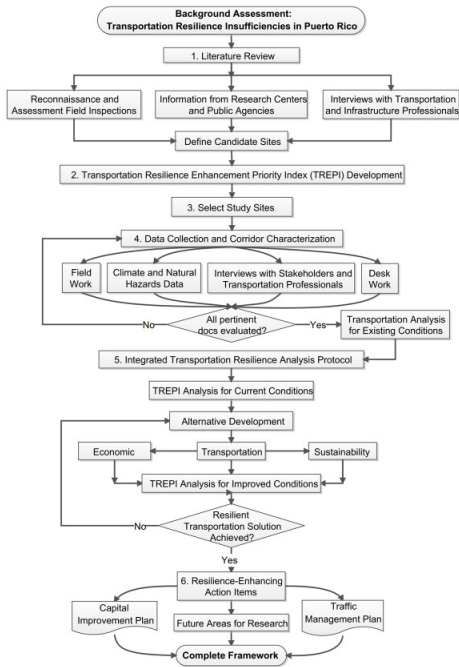 Background Assessment:
Transportation Resilience Insufficiencies in Puerto Rico
1. Literature Review
Reconnaissance and
Assessment Field Inspections
Information from Research Centers
and Public Agencies
Interviews with Transportation
and Infrastructure Professionals
Define Candidate Sites
2. Transportation Resilience Enhancement Priority Index (TREPI) Development
3. Select Study Sites
4. Data Collection and Corridor Characterization
Field
Work
Climate and Natural
Hazards Data
Interviews with Stakeholders and
Transportation Professionals
Desk
Work
No
All pertinent
docs evaluated?
Yes
Transportation Analysis
for Existing Conditions
5. Integrated Transportation Resilience Analysis Protocol
TREPI Analysis for Current Conditions
Alternative Development
Economic
Transportation
Sustainability
TREPI Analysis for Improved Conditions
No
Resilient
Transportation Solution
Achieved?
Yes
6. Resilience-Enhancing
Action Items
Capital
Improvement Plan
Future Areas for Research
Traffic
Management Plan
Complete Framework